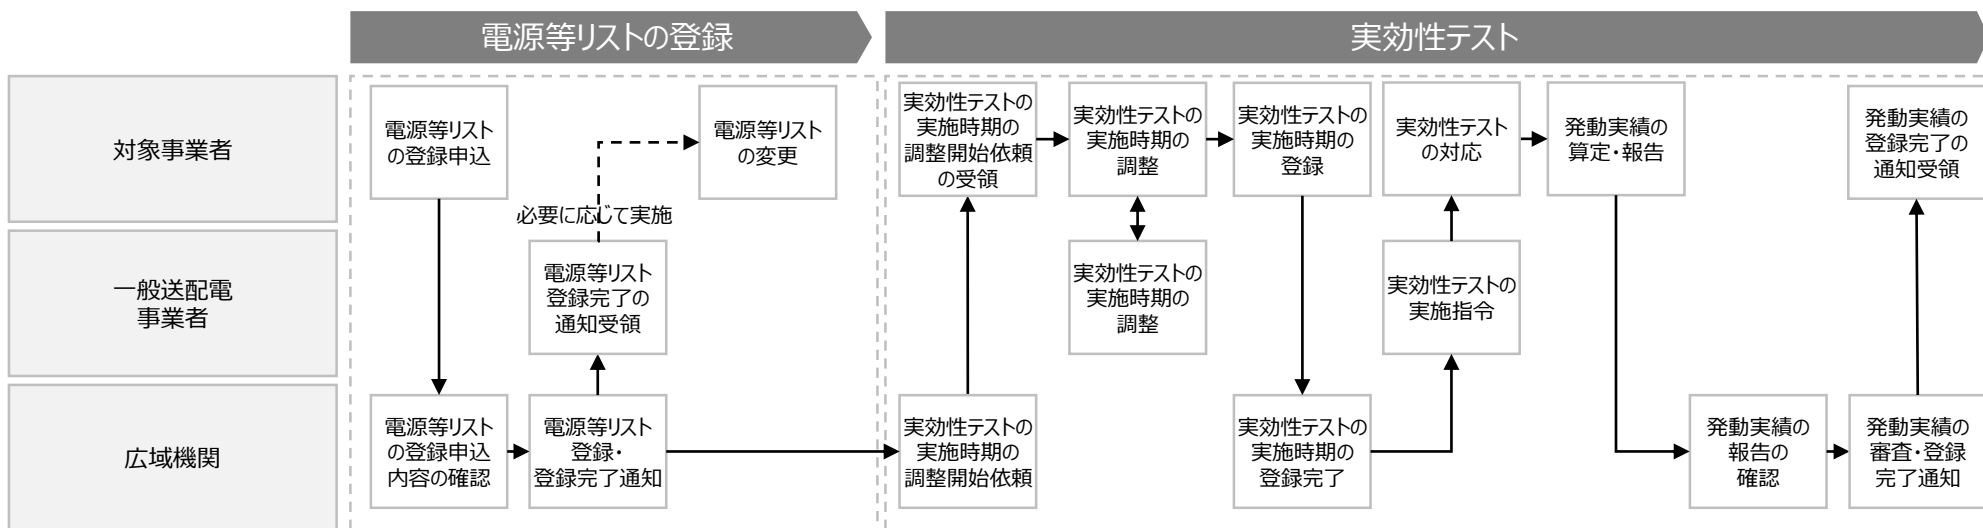 電源等リストの登録
実効性テスト
対象事業者
電源等リスト
の登録申込
電源等リスト
の変更
必要に応じて実施
実効性テストの
実施時期の
調整開始依頼
の受領
実効性テストの
実施時期の
調整
実効性テストの
実施時期の
登録
実効性テスト
の対応
発動実績の
算定・報告
発動実績の
登録完了の
通知受領
一般送配電
事業者
電源等リスト
登録完了の
通知受領
実効性テストの
実施時期の
調整
実効性テストの
実施指令
広域機関
電源等リスト
の登録申込
内容の確認
電源等リスト
登録・
登録完了通知
実効性テストの
実施時期の
調整開始依頼
実効性テストの
実施時期の
登録完了
発動実績の
報告の
確認
発動実績の
審査・登録
完了通知